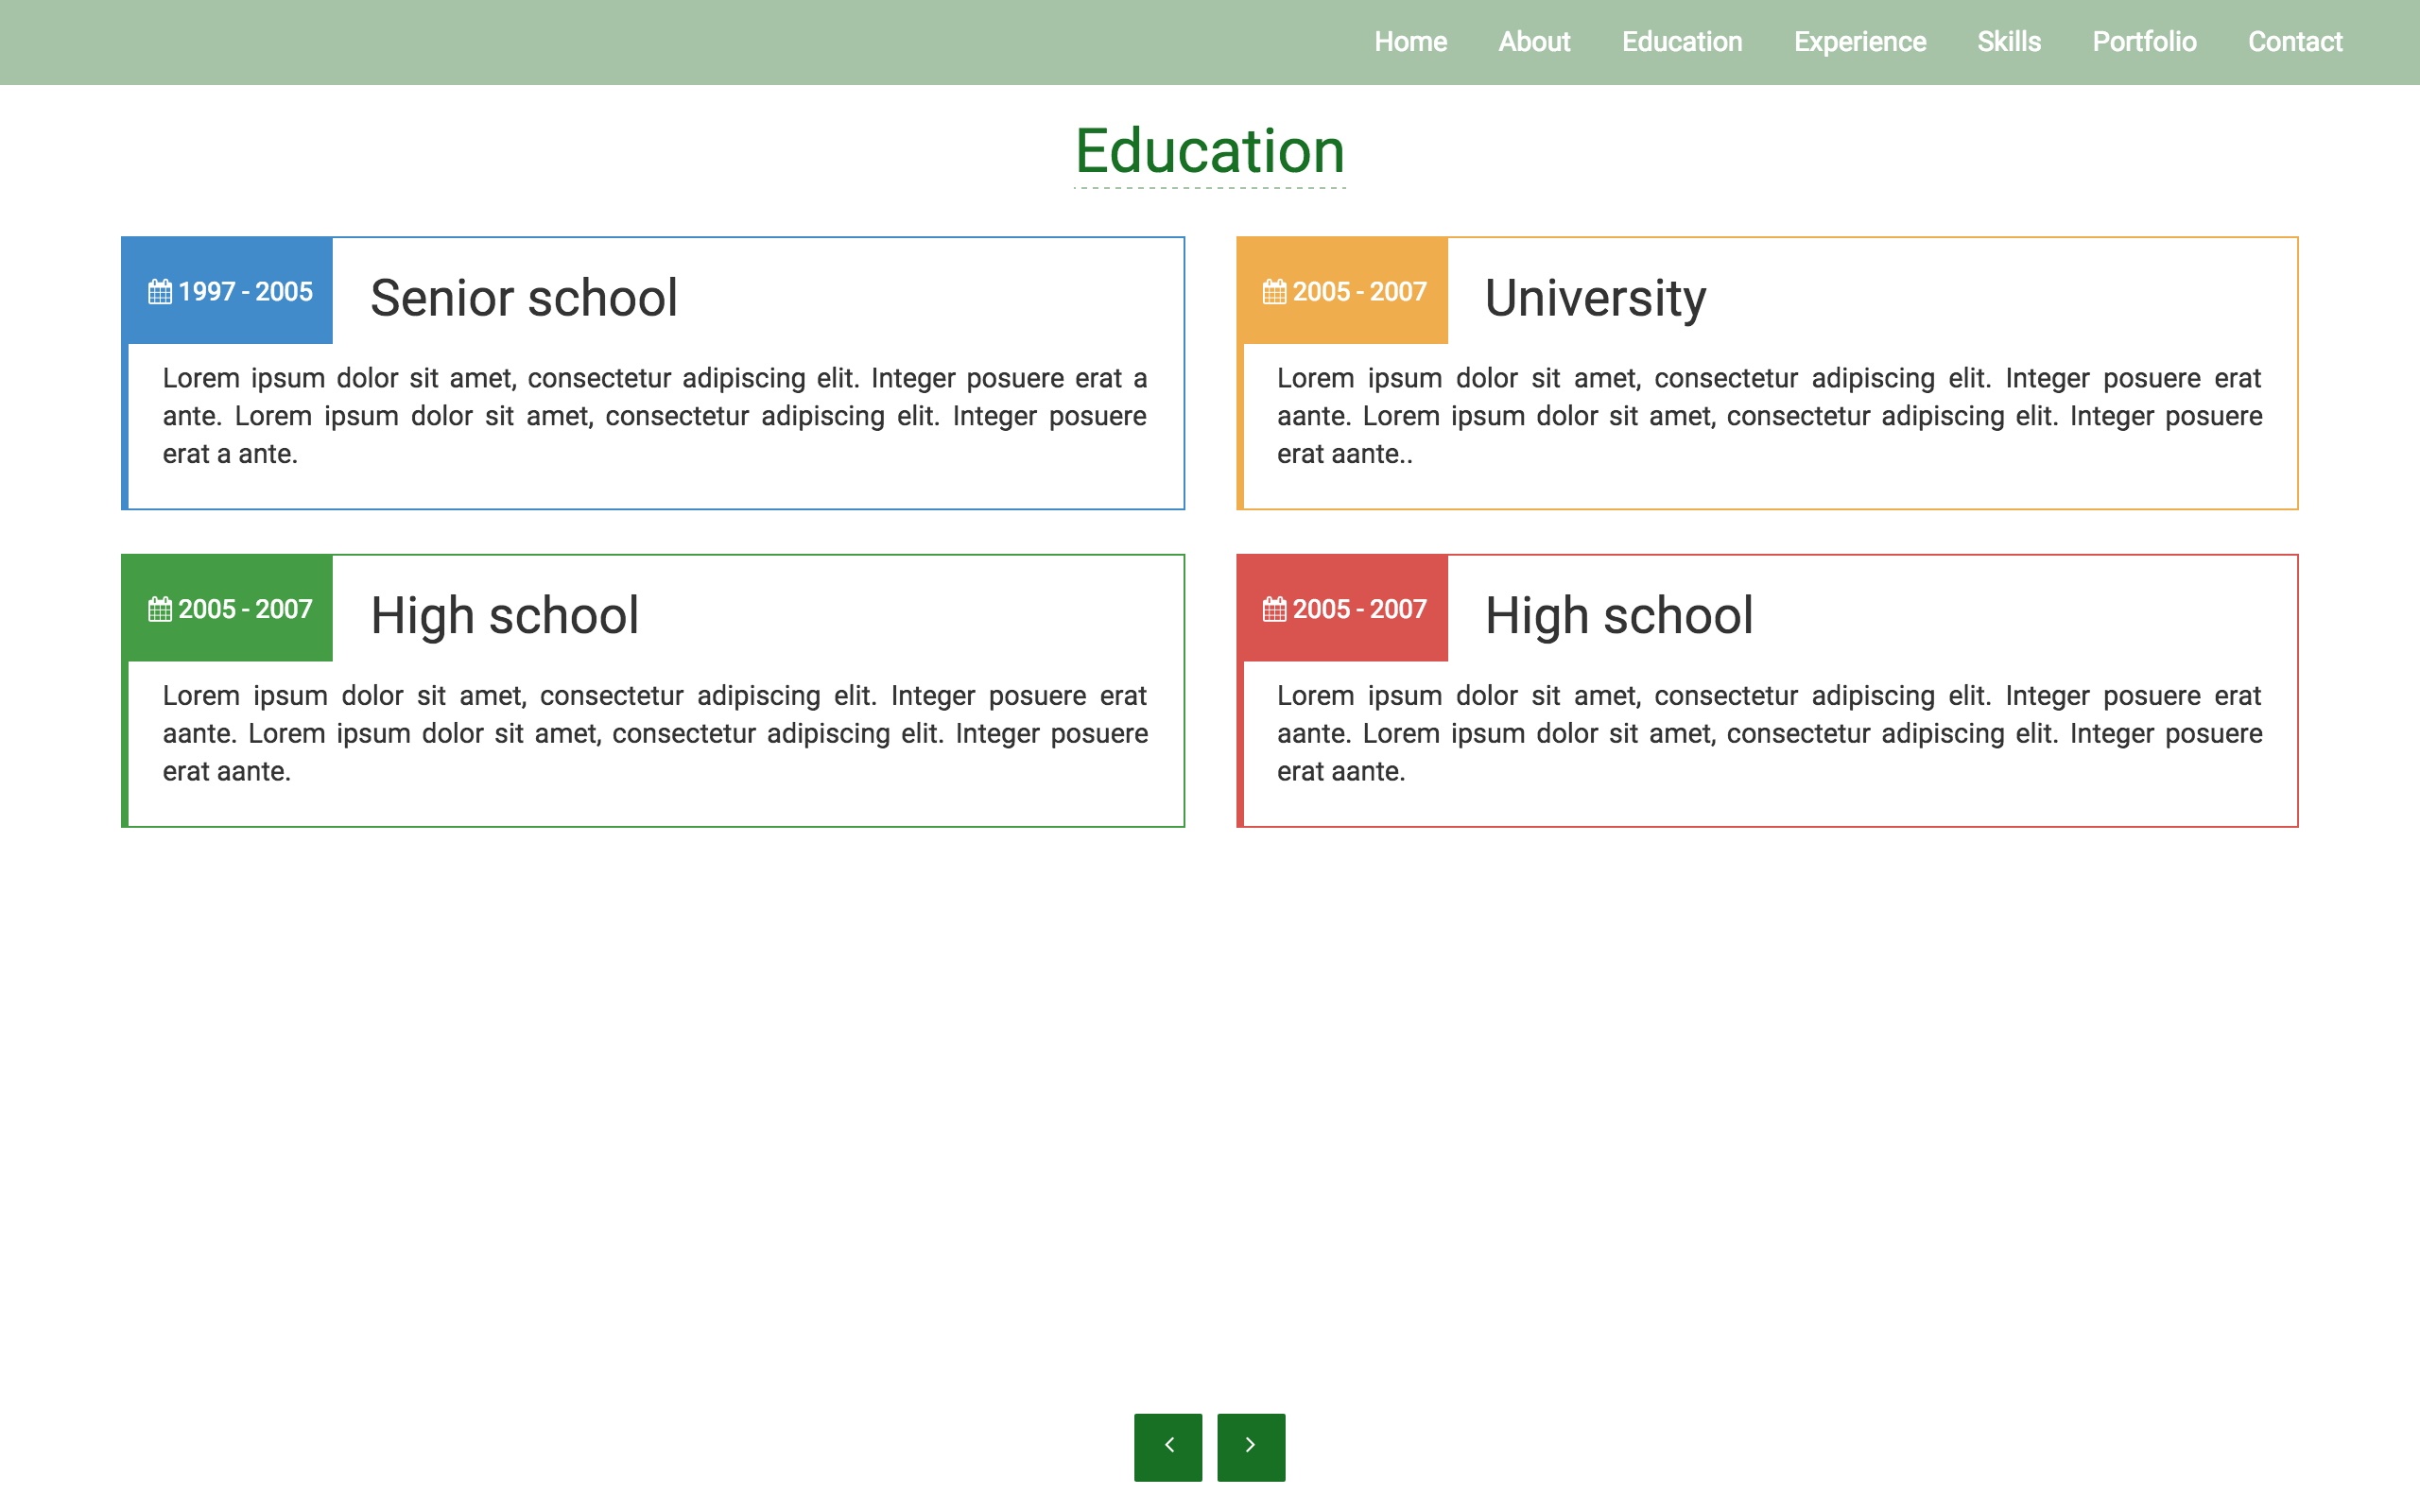 Home About Education Experience Skills Portfolio Contact
Education
1997 - 2005
Senior school
Lorem ipsum dolor sit amet, consectetur adipiscing elit. Integer posuere erat a
ante. Lorem ipsum dolor sit amet, consectetur adipiscing elit. Integer posuere
erat a ante.
2005 - 2007
University
Lorem ipsum dolor sit amet, consectetur adipiscing elit. Integer posuere erat
aante. Lorem ipsum dolor sit amet, consectetur adipiscing elit. Integer posuere
erat aante..
2005 - 2007
High school
Lorem ipsum dolor sit amet, consectetur adipiscing elit. Integer posuere erat
aante. Lorem ipsum dolor sit amet, consectetur adipiscing elit. Integer posuere
erat aante.
2005 - 2007
High school
Lorem ipsum dolor sit amet, consectetur adipiscing elit. Integer posuere erat
aante. Lorem ipsum dolor sit amet, consectetur adipiscing elit. Integer posuere
erat aante.